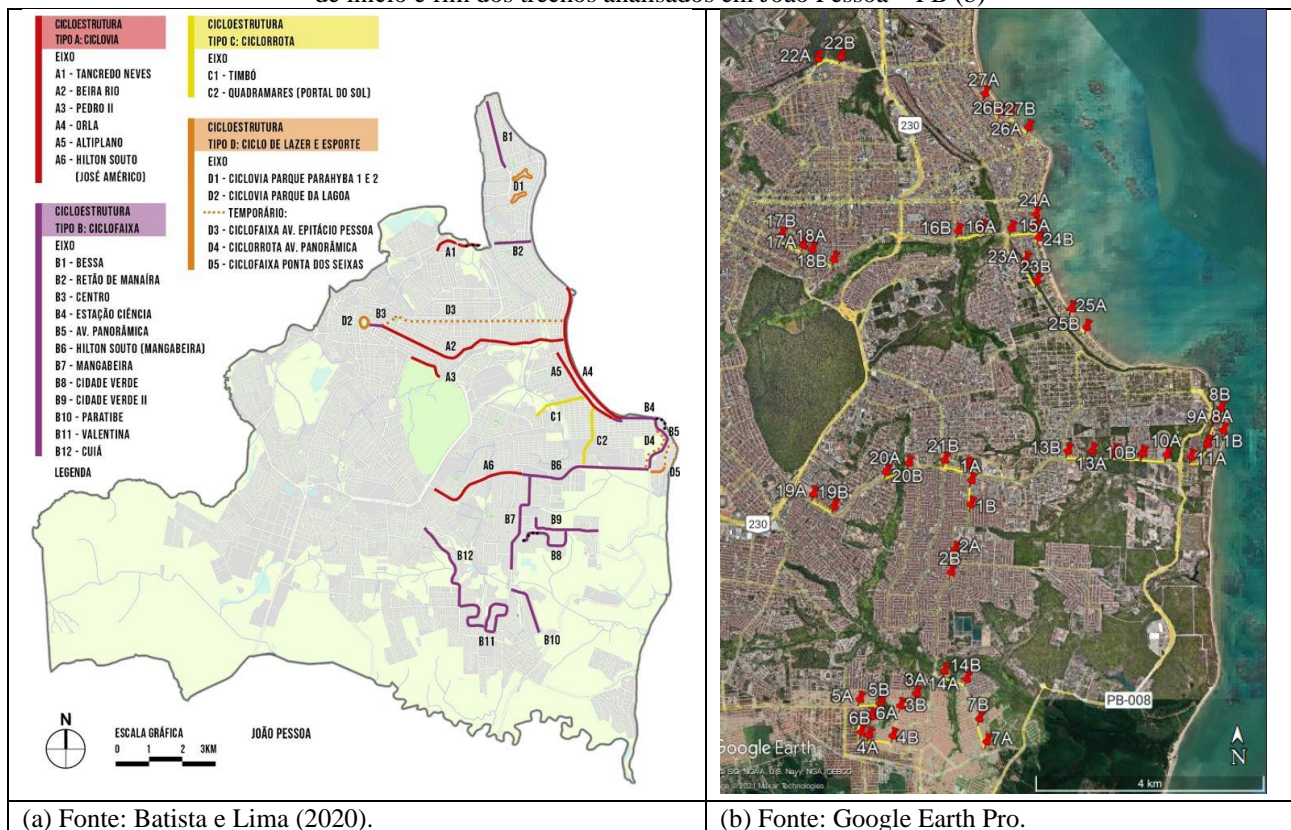 de início e fim dos trechos analisados em João Pessoa – PB (8)
CICLOESTRUTURA
TIPO A: CICLOVIA
EIXO
A1 - TANCREDO NEVES
A2 - BEIRA RIO
A3 - PEDRO II
A4 - ORLA
A5 - ALTIPLANO
A6 - HILTON SOUTO
(JOSÉ AMÉRICO)
CICLOESTRUTURA
TIPO B: CICLOFAIXA
EIXO
B1 - BESSA
B2 - RETÃO DE MANAÍRA
B3 - CENTRO
B4 - ESTAÇÃO CIÊNCIA
B5 - AV. PANORÂMICA
B6 - HILTON SOUTO (MANGABEIRA)
B7 - MANGABEIRA
B8 - CIDADE VERDE
B9 - CIDADE VERDE II
B10 - PARATIBE
B11 - VALENTINA
B12 - CUIÁ
LEGENDA
CICLOESTRUTURA
TIPO C: CICLORROTA
EIXO
C1 - TIMBÓ
C2 - QUADRAMARES (PORTAL DO SOL)
CICLOESTRUTURA
TIPO D: CICLO DE LAZER E ESPORTE
EIXO
D1 - CICLOVIA PARQUE PARAHYBA 1 E 2
D2 - CICLOVIA PARQUE DA LAGOA
TEMPORÁRIO:
D3 - CICLOFAIXA AV. EPITÁCIO PESSOA
D4 - CICLORROTA AV. PANORÂMICA
D5 - CICLOFAIXA PONTA DOS SEIXAS
B1
D1
A1
B2
D3
D2
B3
A2
A3
A5
A4
C1
B4
C2
D4
B5
D5
A6
B6
B7
B9
B8
B12
B11
B10
N
ESCALA GRÁFICA
0 1 2 3KM
JOÃO PESSOA
22A
22B
27A
230
26B
27B
26A
24A
17B
17A
18A
18B
16B
16A
15A
24B
23A
23B
25A
25B
8B
9A
8A
11B
11A
13B
13A
10B
10A
21B
1A
20A
20B
19A
19B
1B
230
2A
2B
14B
14A
3A
5A
5B
3B
6A
6B
4A
4B
7B
7A
PB-008
Google Earth
N
4 km
(a) Fonte: Batista e Lima (2020).
(b) Fonte: Google Earth Pro.